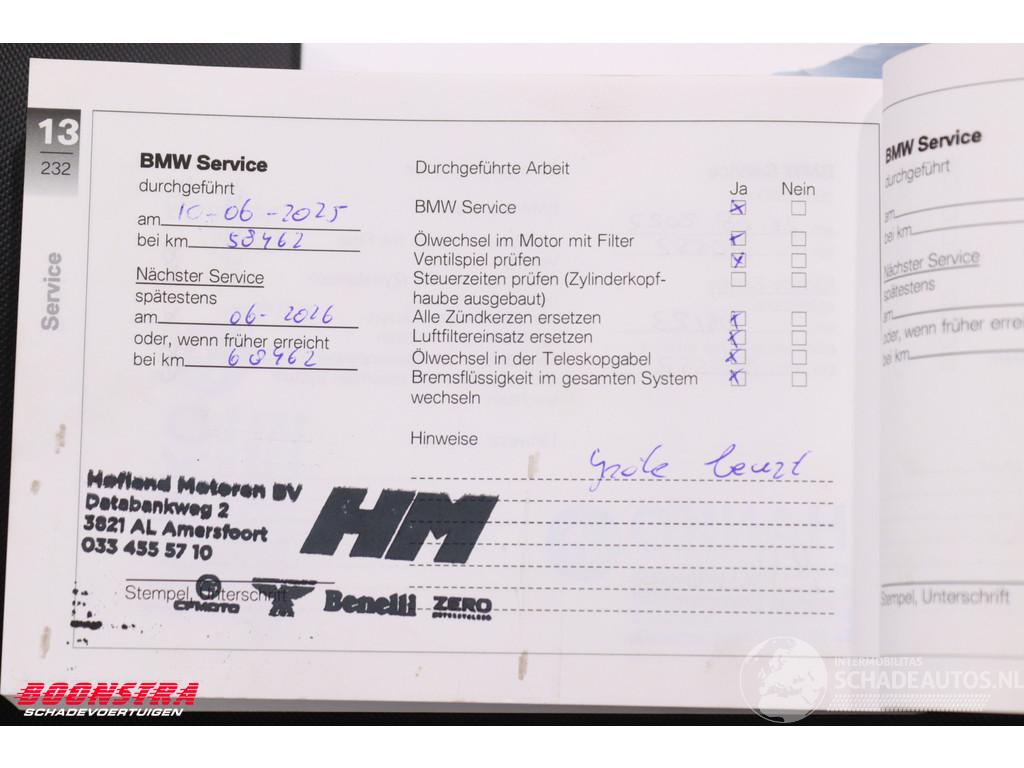 13
232
Service
BMW Service
durchgeführt
am 10-06-2025
bei km 58462
Nächster Service
spätestens
am 06-2026
oder, wenn früher erreicht
bei km 68462
Durchgeführte Arbeit
Ja Nein
BMW Service
Ölwechsel im Motor mit Filter
Ventilspiel prüfen
Steuerzeiten prüfen (Zylinderkopf-
haube ausgebaut)
Alle Zündkerzen ersetzen
Luftfiltereinsatz ersetzen
Ölwechsel in der Teleskopgabel
Bremsflüssigkeit im gesamten System
wechseln
Hinweise
Hofland Motoren BV
Databankweg 2
3821 AL Amersfoort
033 455 57 10
HM
Stempel, Unterschrift
CFMOTO
Benelli
ZERO
BMW Service
durchgeführt
am
bei km
Nächster Service
spätestens
am
oder, wenn früher erreic
bei km
Stempel, Unterschrift
BOONSTRA
SCHADEVOERTUIGEN
INTERMOBILITAS
SCHADEAUTOS.NL